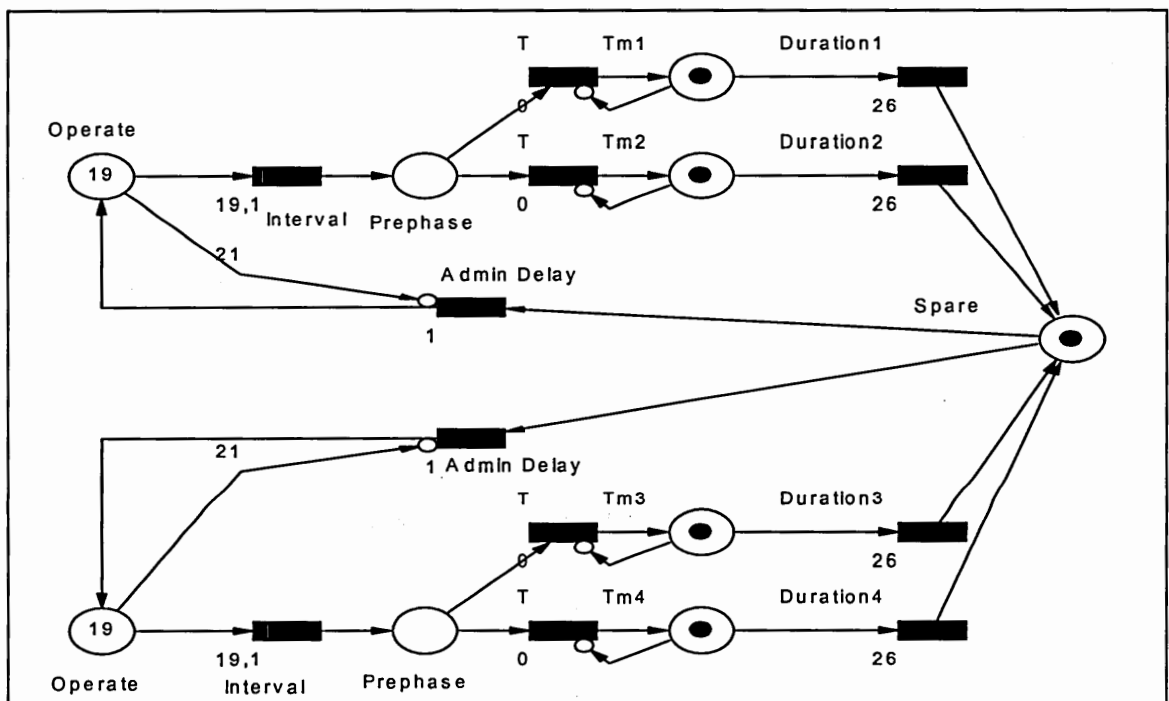 T Tm1 Duration1
0 26
Operate
T Tm2 Duration2
19
19,1 Interval Prephase 0 26
21
Admin Delay
Spare
1
21
1 Admin Delay
T Tm3 Duration3
0 26
T Tm4 Duration4
19
19,1 0 26
Operate Interval Prephase